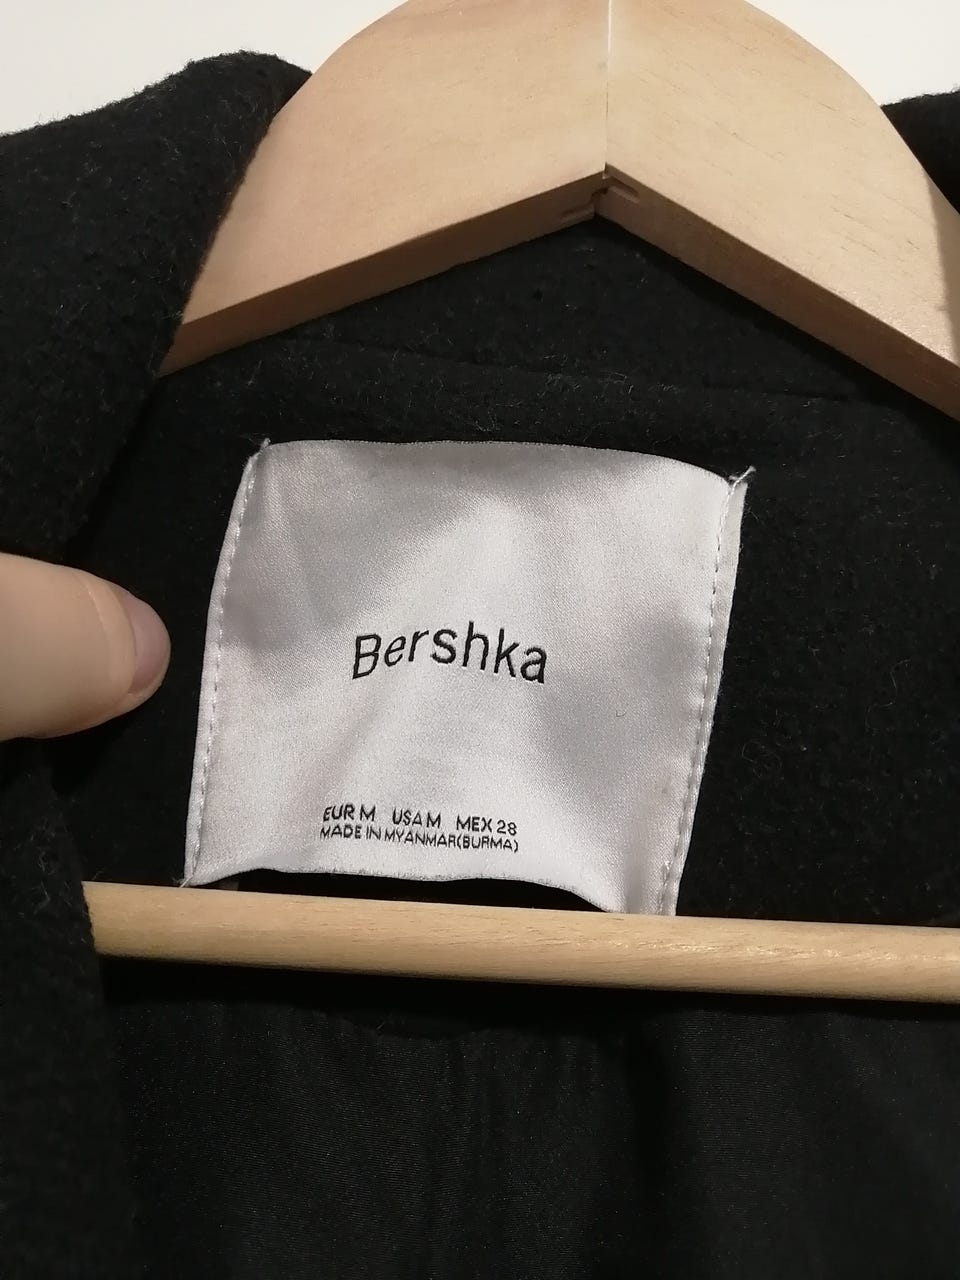 Bershka
EUR M USA M MEX 28
MADE IN MYANMAR(BURMA)